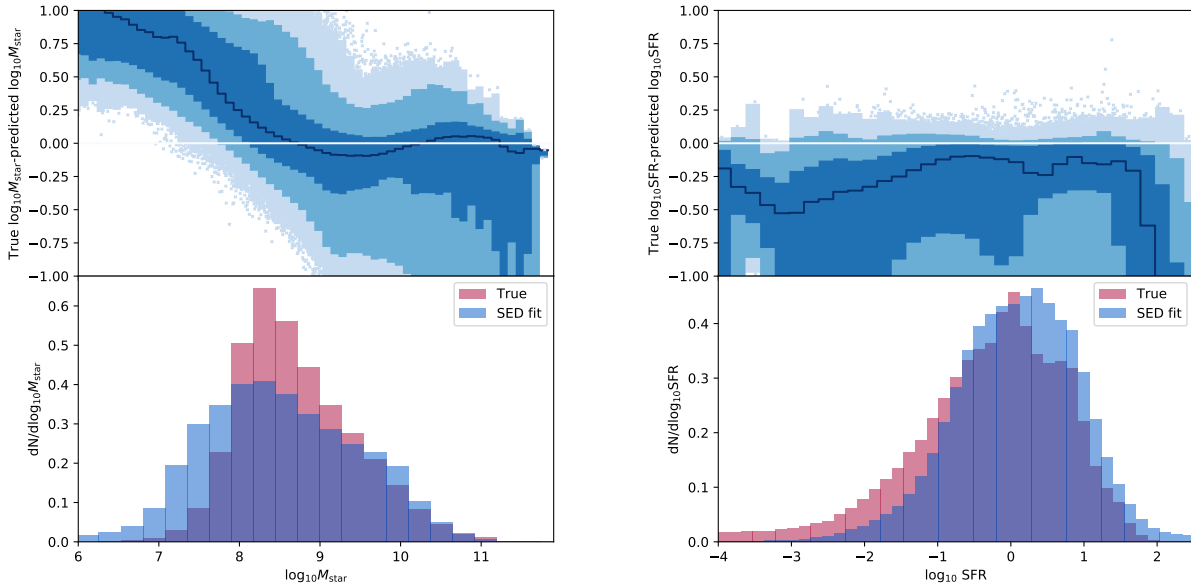 True log₁₀Mstar-predicted log₁₀Mstar
1.00
0.75
0.50
0.25
0.00
−0.25
−0.50
−0.75
−1.00
True log₁₀SFR-predicted log₁₀SFR
1.00
0.75
0.50
0.25
0.00
−0.25
−0.50
−0.75
−1.00
dN/dlog₁₀Mstar
0.6
0.5
0.4
0.3
0.2
0.1
0.0
True
SED fit
6 7 8 9 10 11
log₁₀Mstar
dN/dlog₁₀SFR
0.4
0.3
0.2
0.1
0.0
True
SED fit
−4 −3 −2 −1 0 1 2
log₁₀ SFR